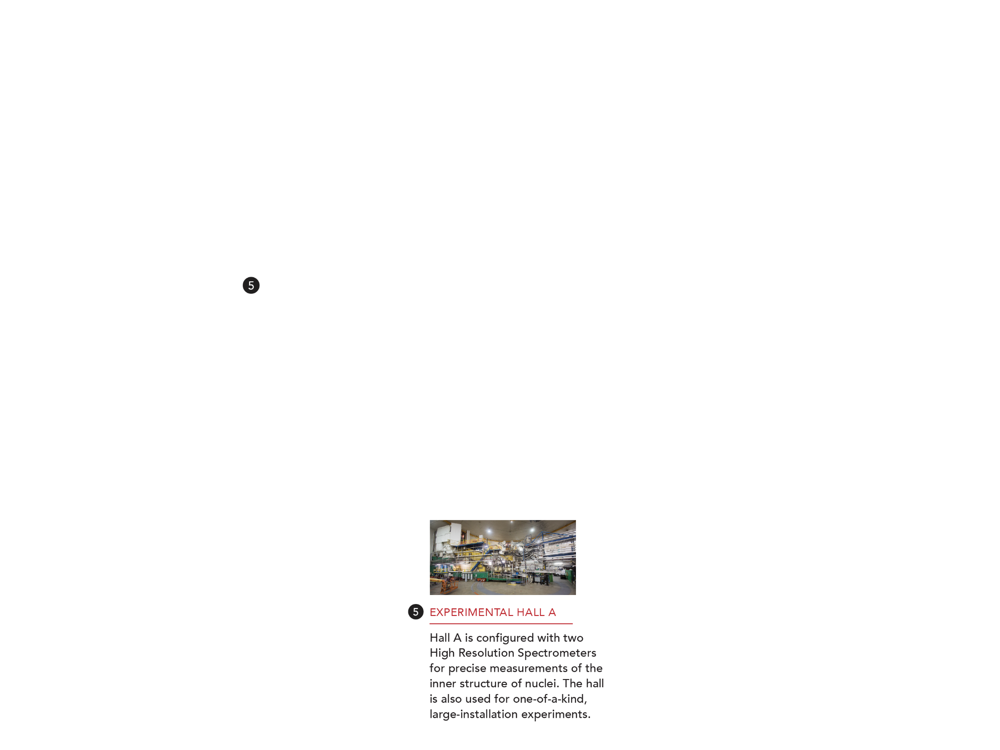 5
5 EXPERIMENTAL HALL A
Hall A is configured with two
High Resolution Spectrometers
for precise measurements of the
inner structure of nuclei. The hall
is also used for one-of-a-kind,
large-installation experiments.